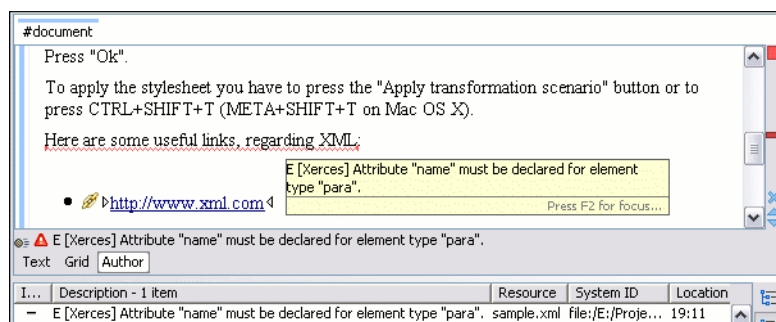 #document
Press "Ok".
To apply the stylesheet you have to press the "Apply transformation scenario" button or to
press CTRL+SHIFT+T (META+SHIFT+T on Mac OS X).
Here are some useful links, regarding XML:
E [Xerces] Attribute "name" must be declared for element
type "para".
http://www.xml.com
Press F2 for focus...
E [Xerces] Attribute "name" must be declared for element type "para".
Text Grid Author
I... Description - 1 item Resource System ID Location
E [Xerces] Attribute "name" must be declared for element type "para". sample.xml file:/E:/Proje... 19:11